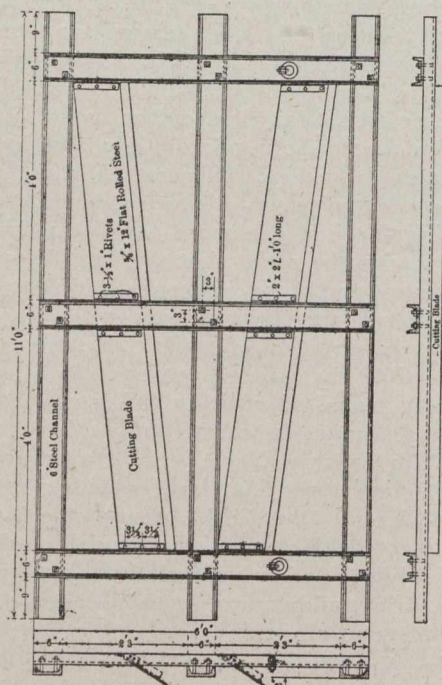 9"
6"
4'0"
6"
4'0"
6"
9"
11'0"
6" Steel Channel
Cutting Blade
3-½" x 1" Rivets
⅝" x 12" Flat Rolled Steel
2" x 2" L-1'0" long
3"
3½" 3½"
6"
2'3"
6"
2'3"
6"
6'0"
Cutting Blade